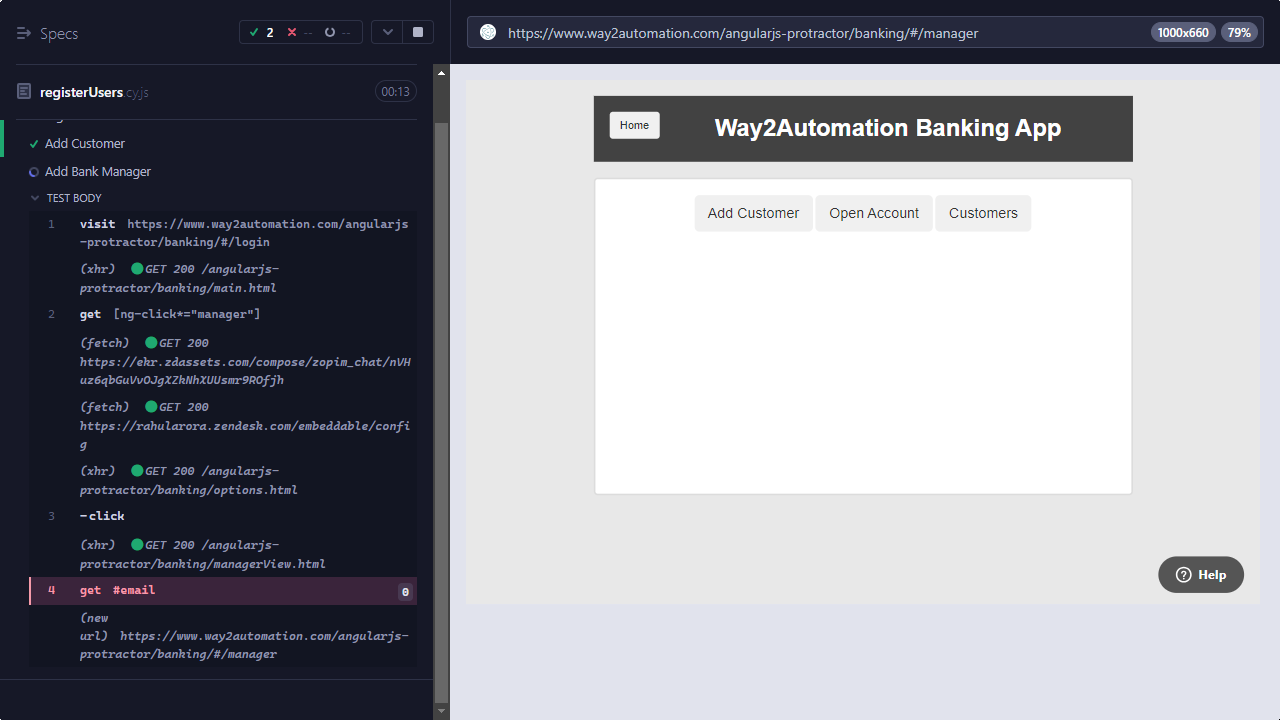 Specs
2
--
--
https://www.way2automation.com/angularjs-protractor/banking/#/manager
1000x660
79%
registerUsers.cy.js
00:13
Add Customer
Add Bank Manager
TEST BODY
1 visit https://www.way2automation.com/angularjs
-protractor/banking/#/login
(xhr) GET 200 /angularjs-
protractor/banking/main.html
2 get [ng-click*="manager"]
(fetch) GET 200
https://ekr.zdassets.com/compose/zopim_chat/nVH
uz6qbGuVvOJgXZkNhXUUsmr9ROfjh
(fetch) GET 200
https://rahularora.zendesk.com/embeddable/confi
g
(xhr) GET 200 /angularjs-
protractor/banking/options.html
3 -click
(xhr) GET 200 /angularjs-
protractor/banking/managerView.html
4 get #email 0
(new
url) https://www.way2automation.com/angularjs-
protractor/banking/#/manager
Home
Way2Automation Banking App
Add Customer
Open Account
Customers
Help